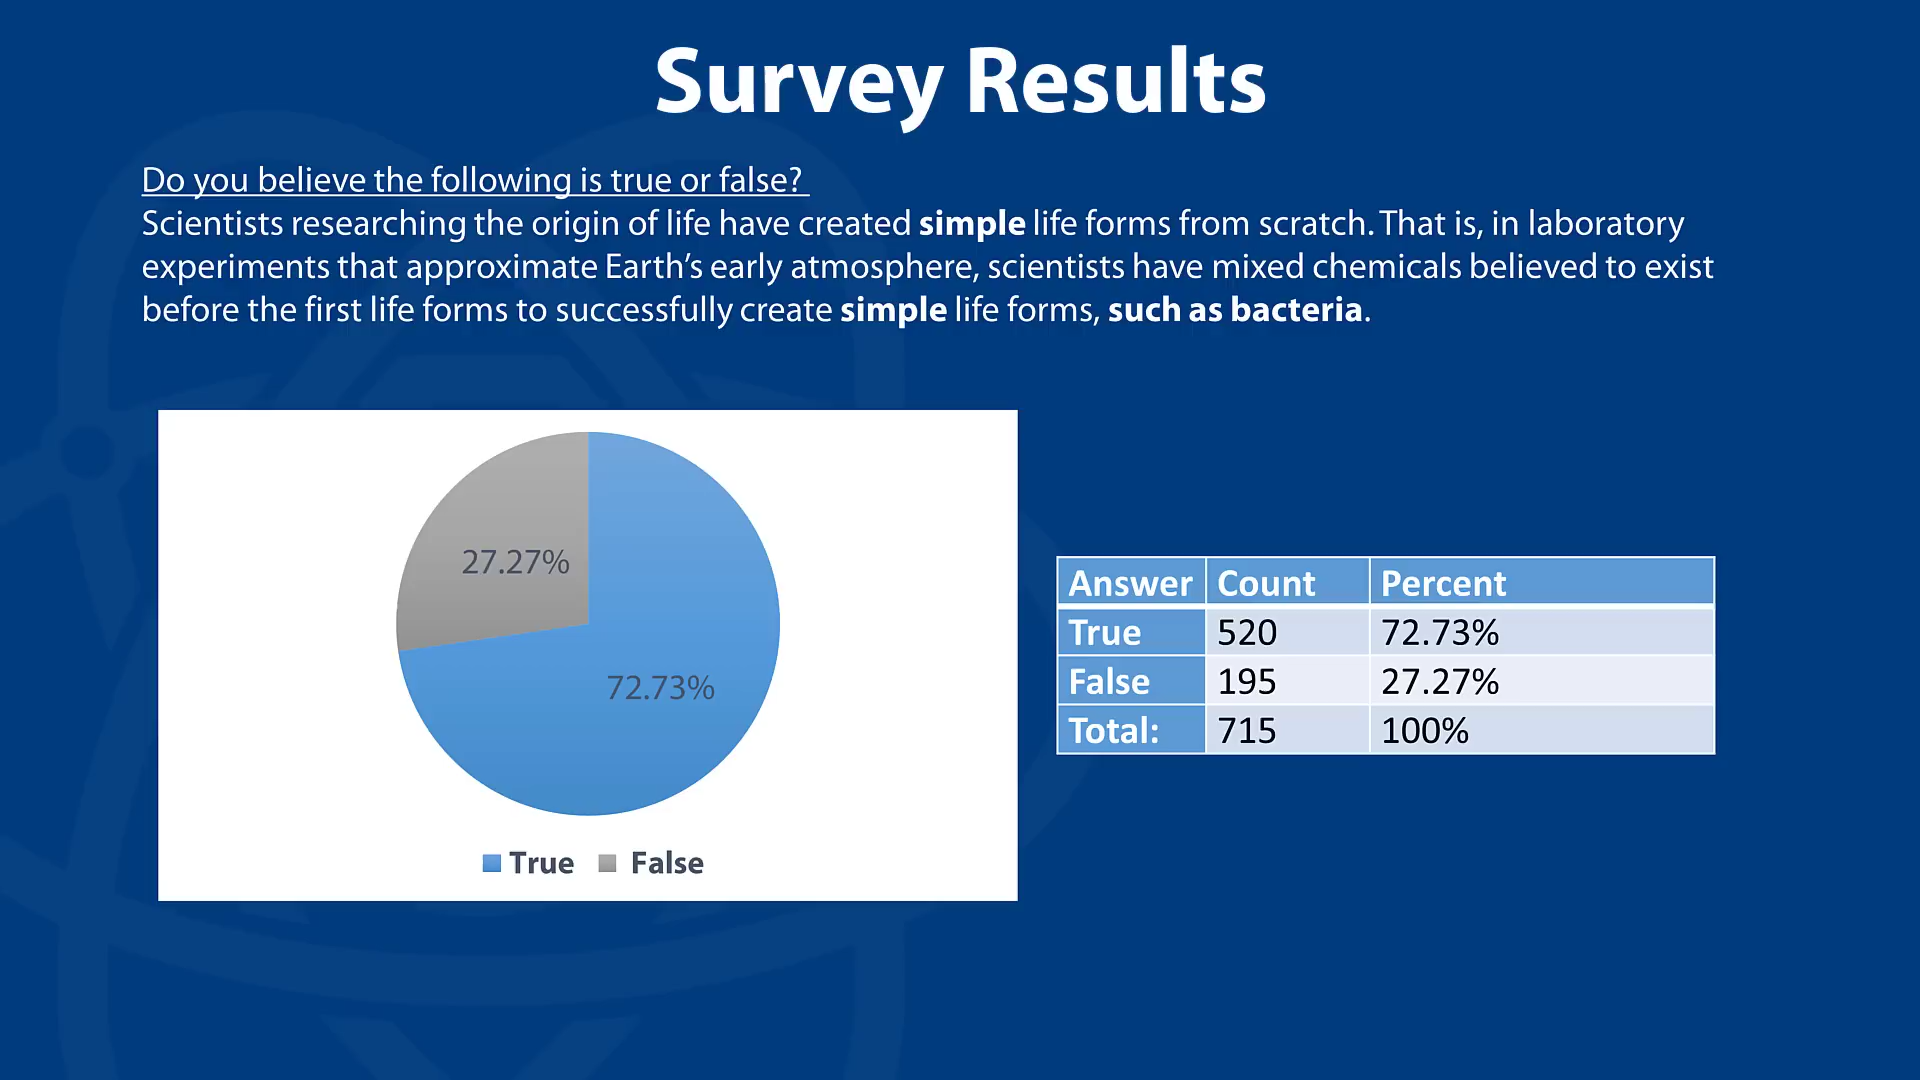 Survey Results
Do you believe the following is true or false?
Scientists researching the origin of life have created simple life forms from scratch. That is, in laboratory
experiments that approximate Earth’s early atmosphere, scientists have mixed chemicals believed to exist
before the first life forms to successfully create simple life forms, such as bacteria.
27.27%
72.73%
True False
Answer Count Percent
True 520 72.73%
False 195 27.27%
Total: 715 100%